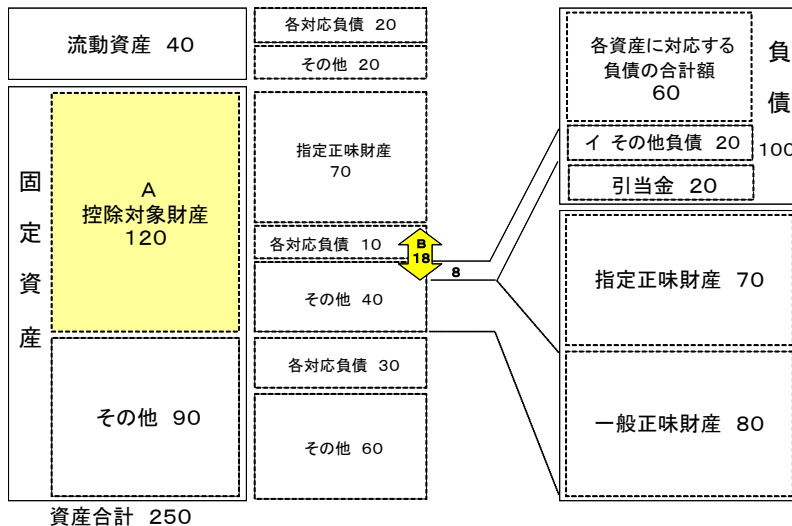 流動資産 40
固定資産
A
控除対象財産
120
その他 90
資産合計 250
各対応負債 20
その他 20
指定正味財産
70
各対応負債 10
B
18
8
その他 40
各対応負債 30
その他 60
各資産に対応する
負債の合計額
60
イ その他負債 20
引当金 20
負債
100
指定正味財産 70
一般正味財産 80